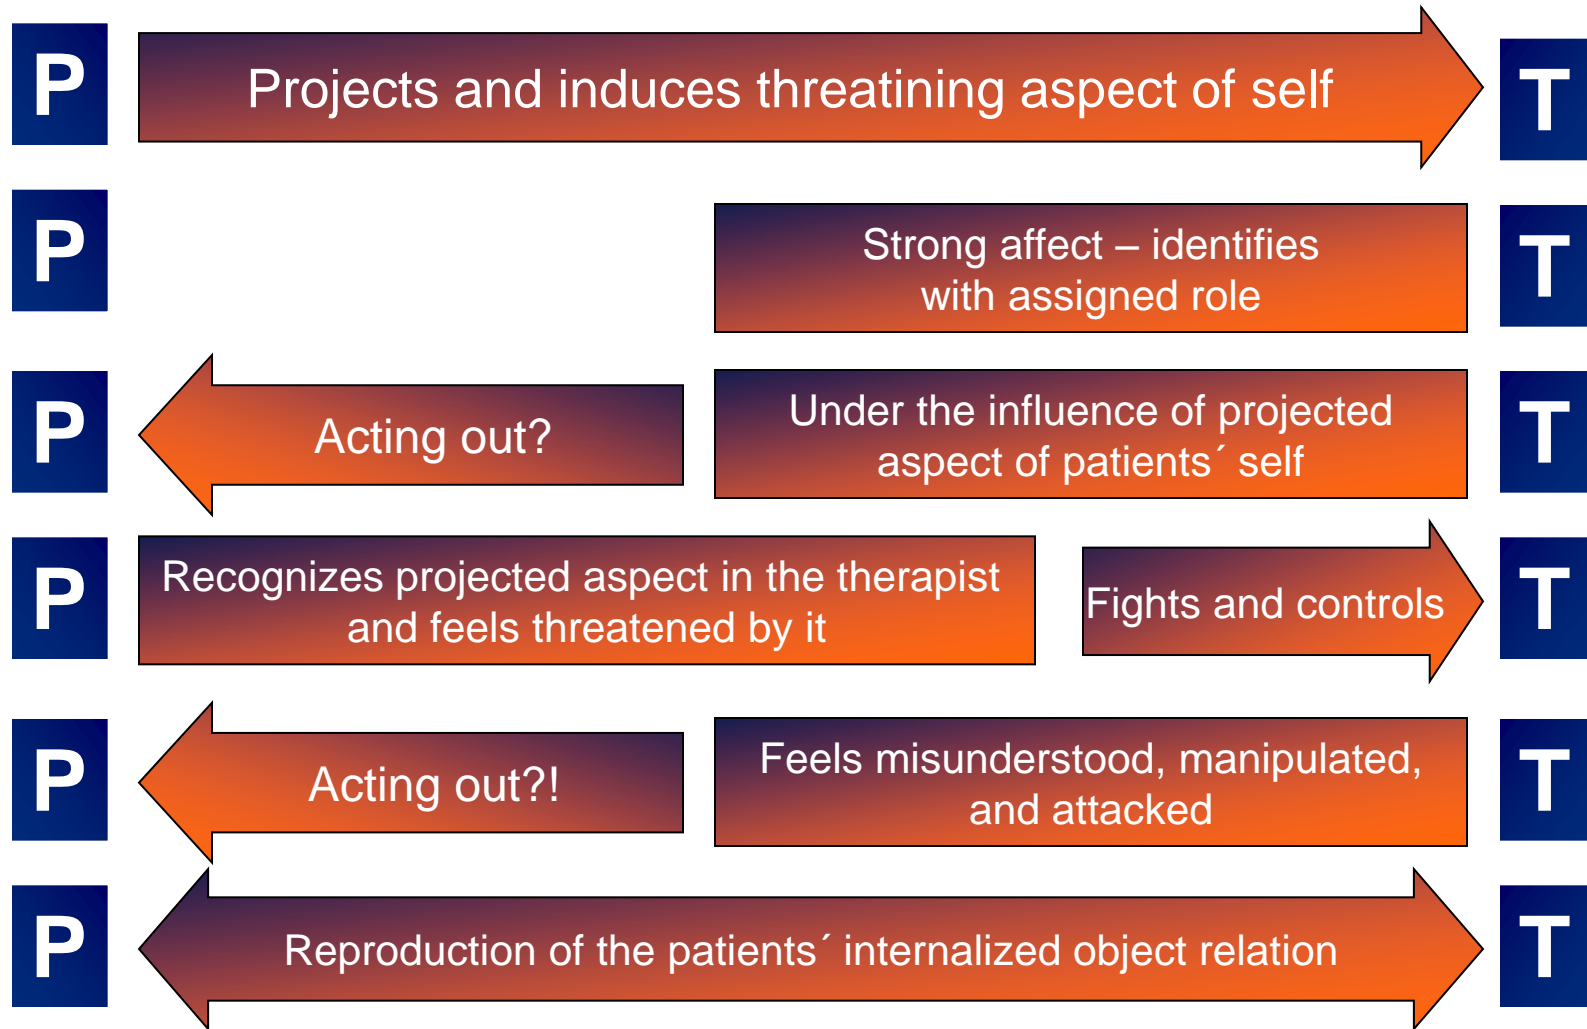 P
Projects and induces threatining aspect of self
T
P
Strong affect – identifies
with assigned role
T
P
Acting out?
Under the influence of projected
aspect of patients´ self
T
P
Recognizes projected aspect in the therapist
and feels threatened by it
Fights and controls
T
P
Acting out?!
Feels misunderstood, manipulated,
and attacked
T
P
Reproduction of the patients´ internalized object relation
T